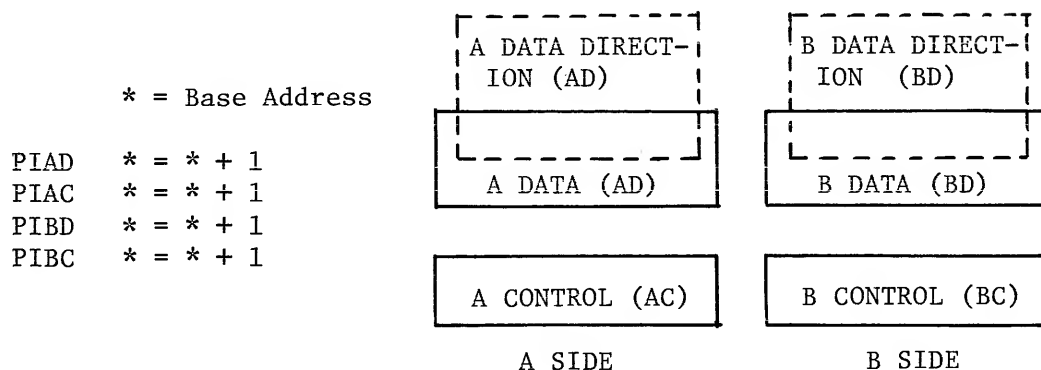 * = Base Address
PIAD * = * + 1
PIAC * = * + 1
PIBD * = * + 1
PIBC * = * + 1
A DATA DIRECT-
ION (AD)
A DATA (AD)
A CONTROL (AC)
A SIDE
B DATA DIRECT-
ION (BD)
B DATA (BD)
B CONTROL (BC)
B SIDE